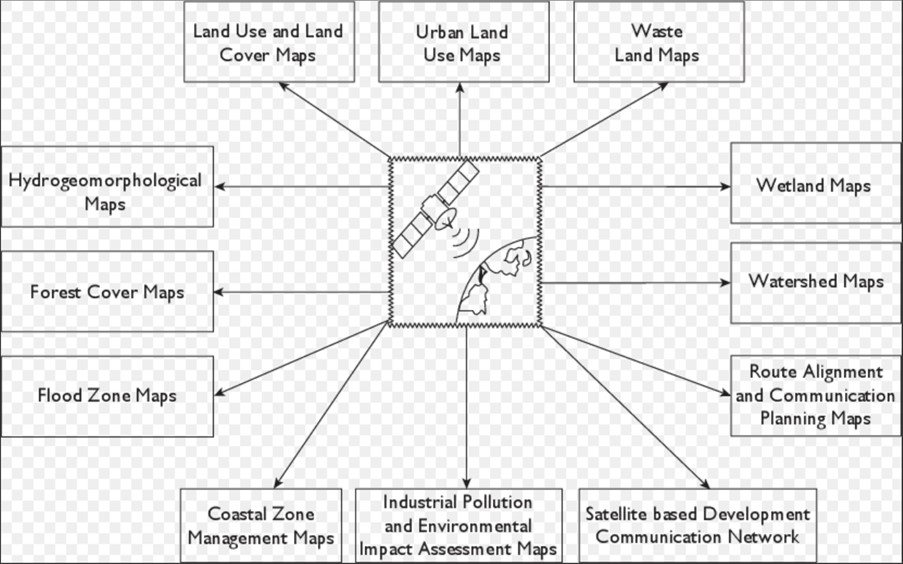 Land Use and Land
Cover Maps
Urban Land
Use Maps
Waste
Land Maps
Hydrogeomorphological
Maps
Wetland Maps
Forest Cover Maps
Watershed Maps
Flood Zone Maps
Route Alignment
and Communication
Planning Maps
Coastal Zone
Management Maps
Industrial Pollution
and Environmental
Impact Assessment Maps
Satellite based Development
Communication Network